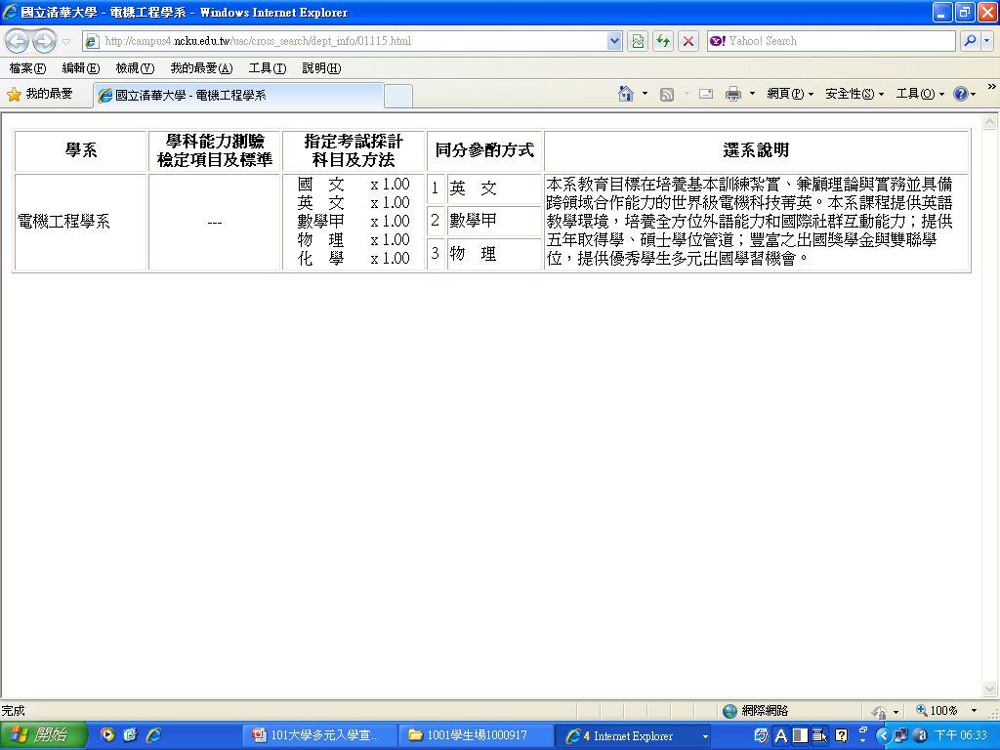 國立清華大學 - 電機工程學系 - Windows Internet Explorer
http://campus4.ncku.edu.tw/uac/cross_search/dept_info/01115.html
Yahoo! Search
檔案(F) 編輯(E) 檢視(V) 我的最愛(A) 工具(T) 說明(H)
我的最愛 國立清華大學 - 電機工程學系 網頁(P) 安全性(S) 工具(O)
學系 學科能力測驗 指定考試採計 同分參酌方式 選系說明
檢定項目及標準 科目及方法
電機工程學系
---
國 文 x 1.00
英 文 x 1.00
數學甲 x 1.00
物 理 x 1.00
化 學 x 1.00
1 英 文
2 數學甲
3 物 理
本系教育目標在培養基本訓練紮實、兼顧理論與實務並具備
跨領域合作能力的世界級電機科技菁英。本系課程提供英語
教學環境，培養全方位外語能力和國際社群互動能力；提供
五年取得學、碩士學位管道；豐富之出國獎學金與雙聯學
位，提供優秀學生多元出國學習機會。
完成 網際網路 100%
開始 101大學多元入學宣... 1001學生場1000917 4 Internet Explorer 下午 06:33